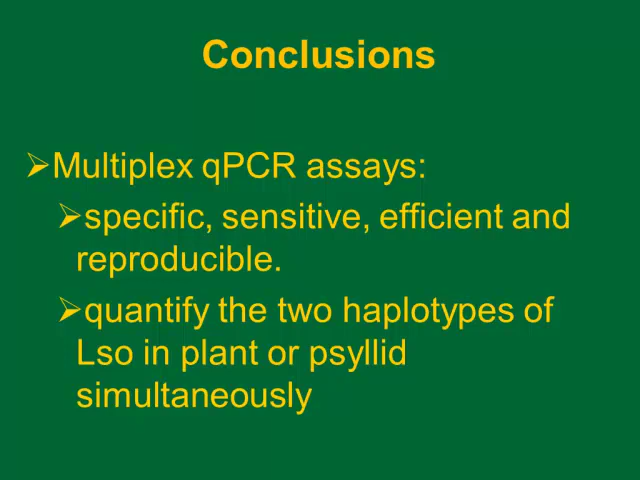 Conclusions
➢Multiplex qPCR assays:
➢specific, sensitive, efficient and
reproducible.
➢quantify the two haplotypes of
Lso in plant or psyllid
simultaneously